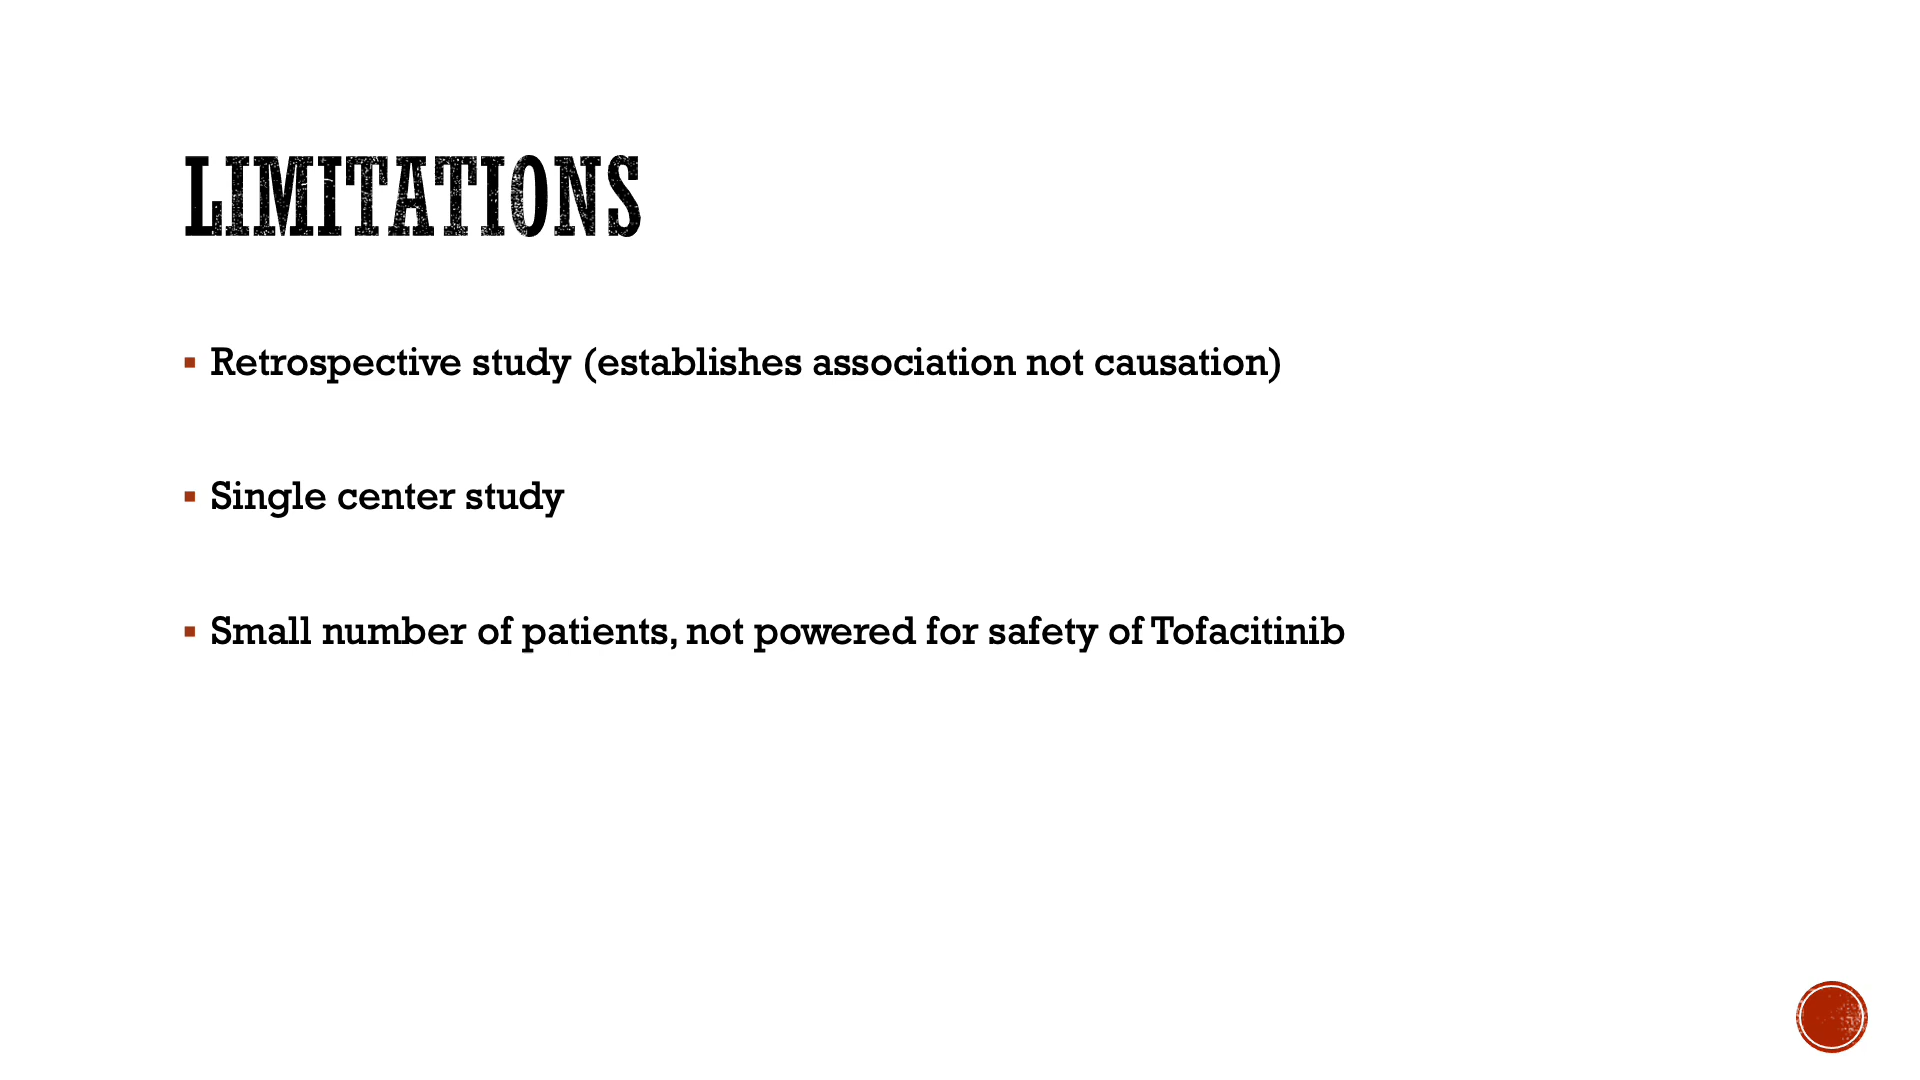 LIMITATIONS
▪ Retrospective study (establishes association not causation)
▪ Single center study
▪ Small number of patients, not powered for safety of Tofacitinib